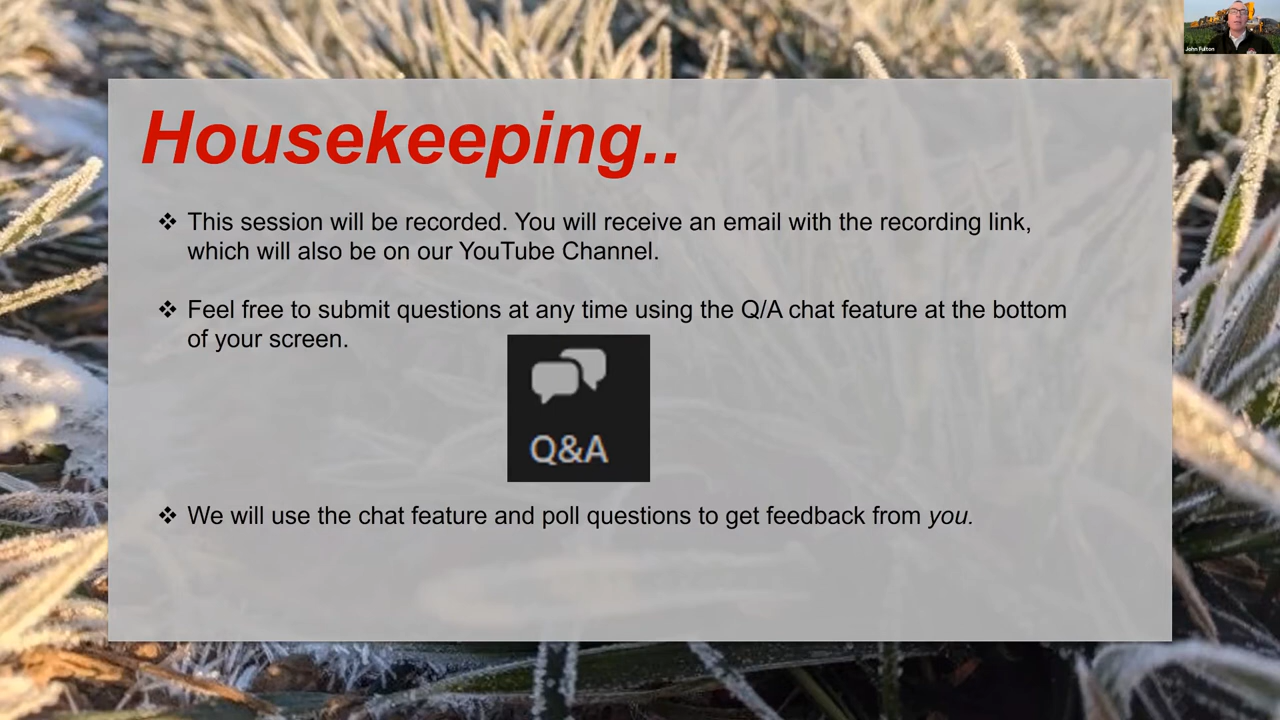 John Fulton
Housekeeping..
❖ This session will be recorded. You will receive an email with the recording link,
which will also be on our YouTube Channel.
❖ Feel free to submit questions at any time using the Q/A chat feature at the bottom
of your screen.
Q&A
❖ We will use the chat feature and poll questions to get feedback from you.